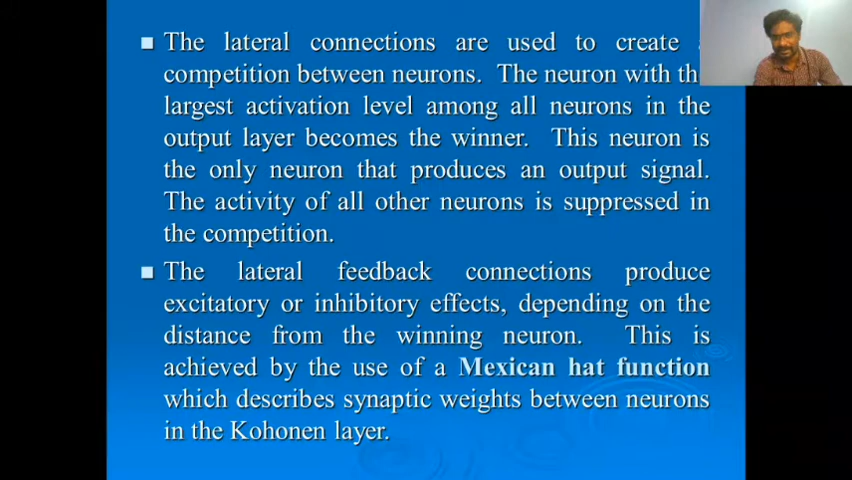 The lateral connections are used to create
competition between neurons. The neuron with
largest activation level among all neurons in the
output layer becomes the winner. This neuron is
the only neuron that produces an output signal.
The activity of all other neurons is suppressed in
the competition.
The lateral feedback connections produce
excitatory or inhibitory effects, depending on the
distance from the winning neuron. This is
achieved by the use of a Mexican hat function
which describes synaptic weights between neurons
in the Kohonen layer.